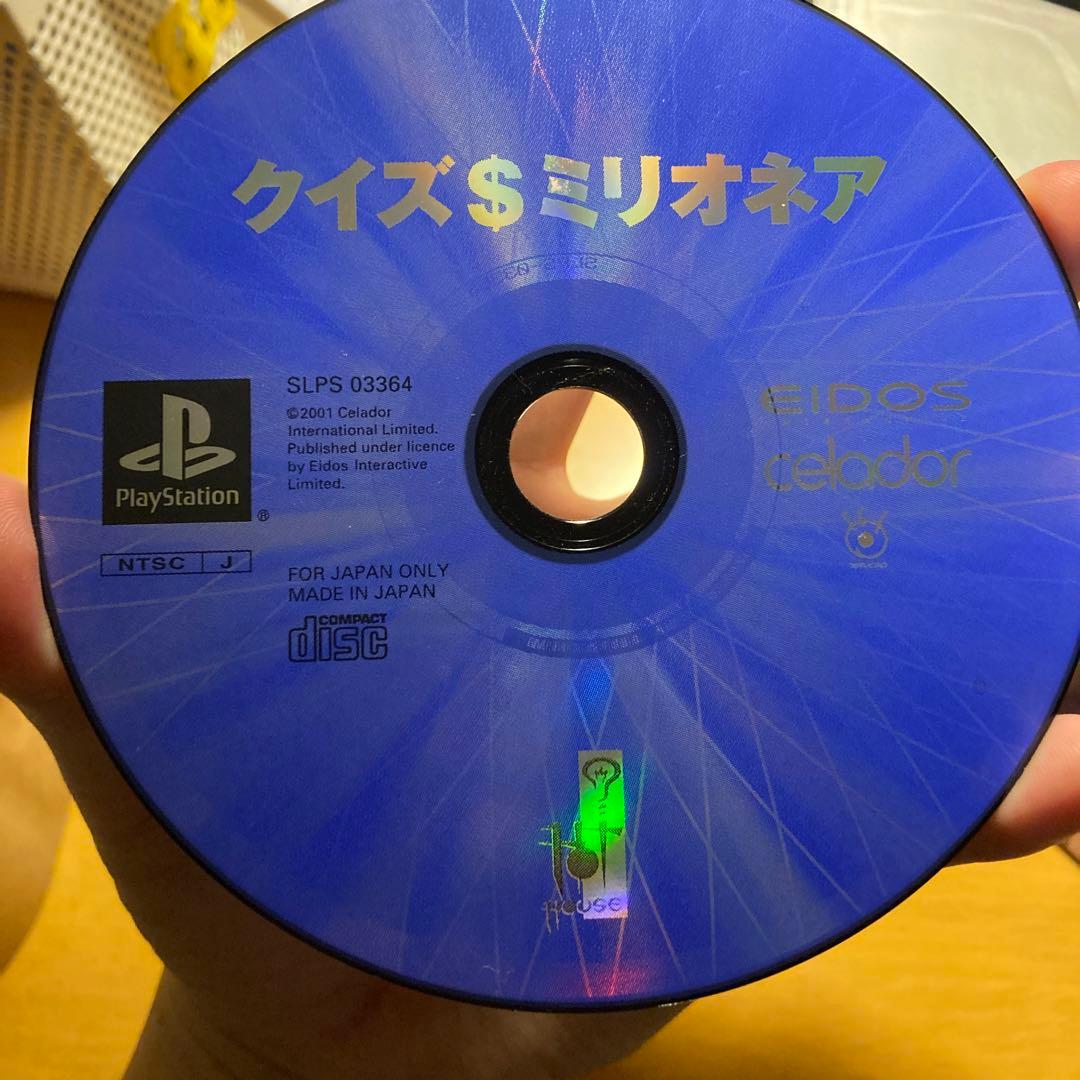 クイズ$ミリオネア
PlayStation
®
NTSC J
SLPS 03364
©2001 Celador
International Limited.
Published under licence
by Eidos Interactive
Limited.
FOR JAPAN ONLY
MADE IN JAPAN
COMPACT
disc
EIDOS
celador
HOUSE